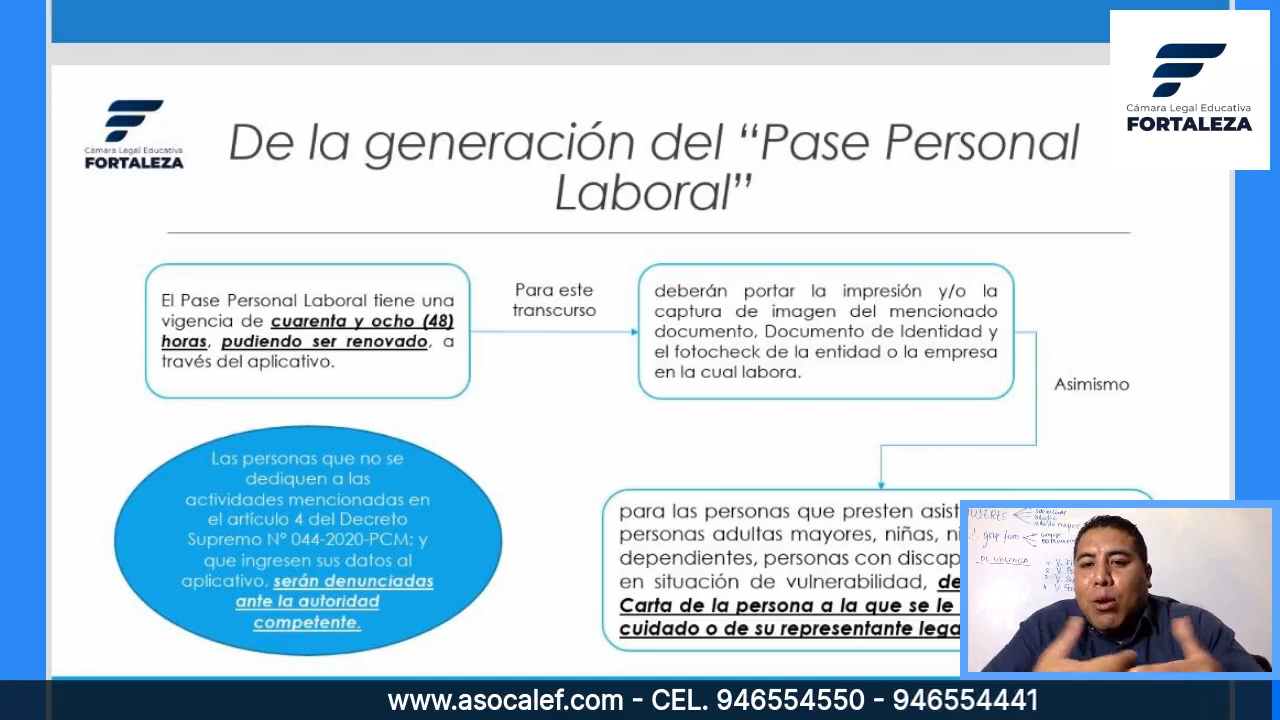 Cámara Legal Educativa
FORTALEZA
Cámara Legal Educativa
FORTALEZA
De la generación del “Pase Personal
Laboral”
El Pase Personal Laboral tiene una
vigencia de cuarenta y ocho (48)
horas, pudiendo ser renovado, a
través del aplicativo.
Para este
transcurso
deberán portar la impresión y/o la
captura de imagen del mencionado
documento, Documento de Identidad y
el fotocheck de la entidad o la empresa
en la cual labora.
Asimismo
Las personas que no se
dediquen a las
actividades mencionadas en
el artículo 4 del Decreto
Supremo N° 044-2020-PCM; y
que ingresen sus datos al
aplicativo, serán denunciadas
ante la autoridad
competente.
para las personas que presten
personas adultas mayores, niñas,
dependientes, personas con
en situación de vulnerabilidad,
Carta de la persona a la que se le
cuidado o de su representante
www.asocalef.com - CEL. 946554550 - 946554441